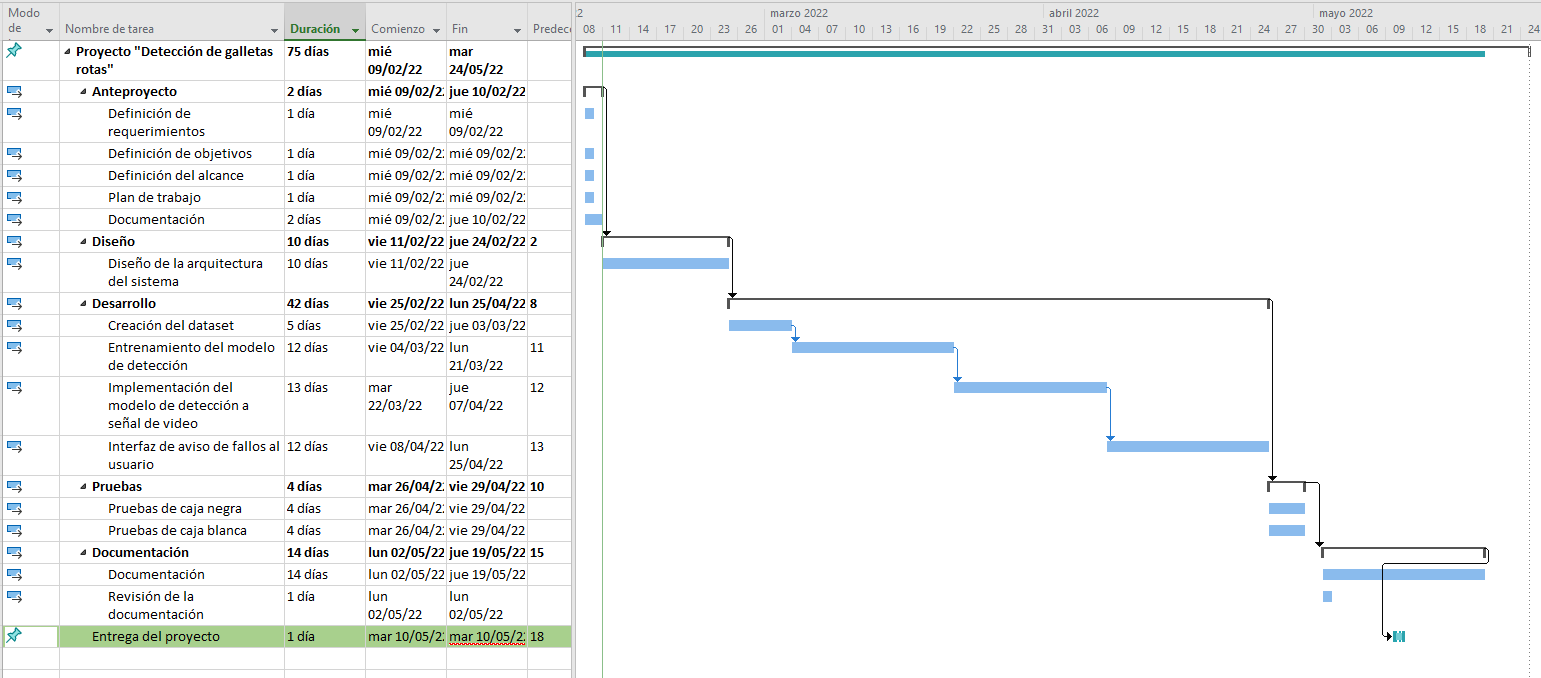 Modo de
Nombre de tarea
Duración
Comienzo
Fin
Predec
2
marzo 2022
abril 2022
mayo 2022
08 11 14 17 20 23 26 01 04 07 10 13 16 19 22 25 28 31 03 06 09 12 15 18 21 24 27 30 03 06 09 12 15 18 21 24
Proyecto "Detección de galletas rotas" 75 días mié 09/02/22 mar 24/05/22
Anteproyecto 2 días mié 09/02/2 jue 10/02/22
Definición de requerimientos 1 día mié 09/02/22 mié 09/02/22
Definición de objetivos 1 día mié 09/02/2 mié 09/02/2
Definición del alcance 1 día mié 09/02/2 mié 09/02/2
Plan de trabajo 1 día mié 09/02/2 mié 09/02/2
Documentación 2 días mié 09/02/2 jue 10/02/22
Diseño 10 días vie 11/02/22 jue 24/02/22 2
Diseño de la arquitectura del sistema 10 días vie 11/02/22 jue 24/02/22
Desarrollo 42 días vie 25/02/22 lun 25/04/22 8
Creación del dataset 5 días vie 25/02/22 jue 03/03/22
Entrenamiento del modelo de detección 12 días vie 04/03/22 lun 21/03/22 11
Implementación del modelo de detección a señal de video 13 días mar 22/03/22 jue 07/04/22 12
Interfaz de aviso de fallos al usuario 12 días vie 08/04/22 lun 25/04/22 13
Pruebas 4 días mar 26/04/2 vie 29/04/22 10
Pruebas de caja negra 4 días mar 26/04/2 vie 29/04/22
Pruebas de caja blanca 4 días mar 26/04/2 vie 29/04/22
Documentación 14 días lun 02/05/22 jue 19/05/22 15
Documentación 14 días lun 02/05/22 jue 19/05/22
Revisión de la documentación 1 día lun 02/05/22 lun 02/05/22
Entrega del proyecto 1 día mar 10/05/2 mar 10/05/2 18